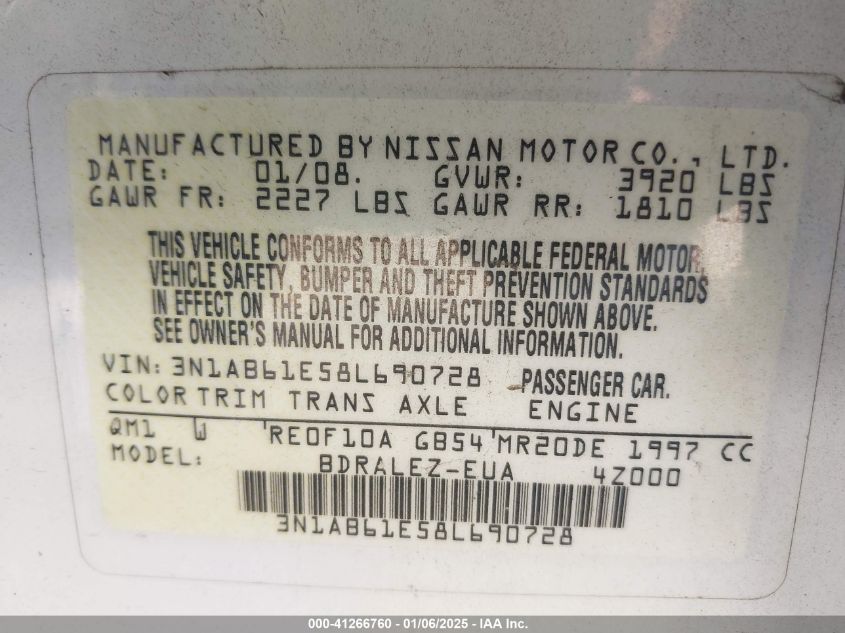 MANUFACTURED BY NISSAN MOTOR CO., LTD.
DATE: 01/08. GVWR: 3920 LBS
GAWR FR: 2227 LBS GAWR RR: 1810 LBS
THIS VEHICLE CONFORMS TO ALL APPLICABLE FEDERAL MOTOR
VEHICLE SAFETY, BUMPER AND THEFT PREVENTION STANDARDS
IN EFFECT ON THE DATE OF MANUFACTURE SHOWN ABOVE.
SEE OWNER'S MANUAL FOR ADDITIONAL INFORMATION.
VIN: 3N1AB61E58L690728 PASSENGER CAR.
COLOR TRIM TRANS AXLE ENGINE
QM1 W 'RE0F10A GB54'MR20DE 1997 CC
MODEL: BDRALEZ-EUA 4Z000
3N1AB61E58L690728
000-41266760 - 01/06/2025 - IAAI.COM